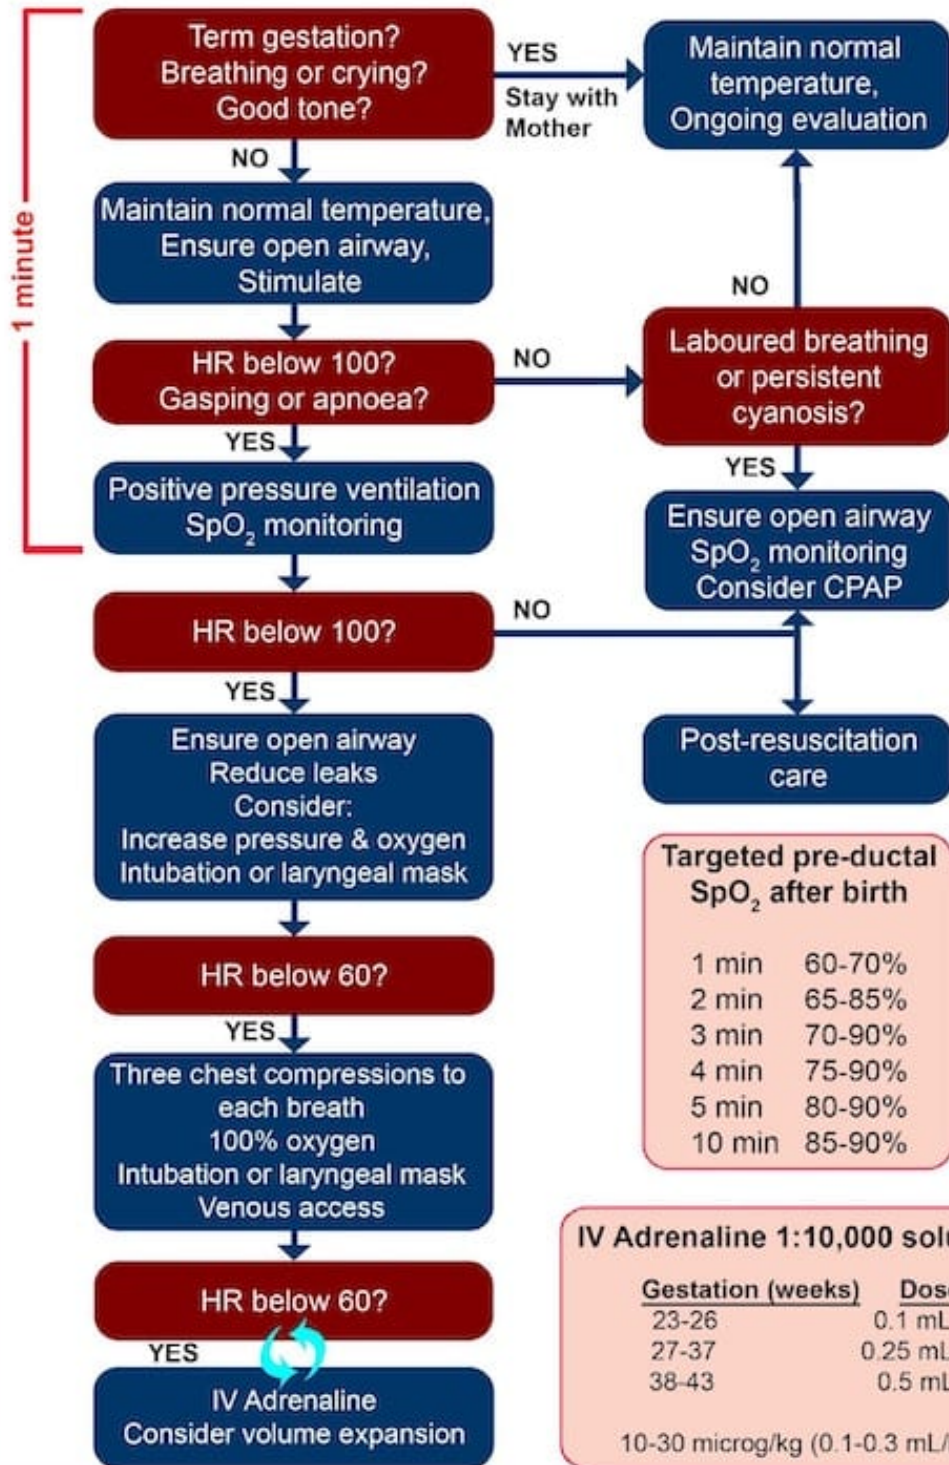 1 minute
Term gestation?
Breathing or crying?
Good tone?
YES
Stay with
Mother
Maintain normal
temperature,
Ongoing evaluation
NO
Maintain normal temperature,
Ensure open airway,
Stimulate
NO
HR below 100?
Gasping or apnoea?
NO
Laboured breathing
or persistent
cyanosis?
YES
YES
Positive pressure ventilation
SpO₂ monitoring
Ensure open airway
SpO₂ monitoring
Consider CPAP
HR below 100?
NO
YES
Ensure open airway
Reduce leaks
Consider:
Increase pressure & oxygen
Intubation or laryngeal mask
Post-resuscitation
care
HR below 60?
YES
Three chest compressions to
each breath
100% oxygen
Intubation or laryngeal mask
Venous access
HR below 60?
YES
IV Adrenaline
Consider volume expansion
Targeted pre-ductal
SpO₂ after birth
1 min 60-70%
2 min 65-85%
3 min 70-90%
4 min 75-90%
5 min 80-90%
10 min 85-90%
IV Adrenaline 1:10,000
Gestation (weeks)
23-26 0.1 mL
27-37 0.25 mL
38-43 0.5 mL
10-30 microg/kg (0.1-0.3 mL/